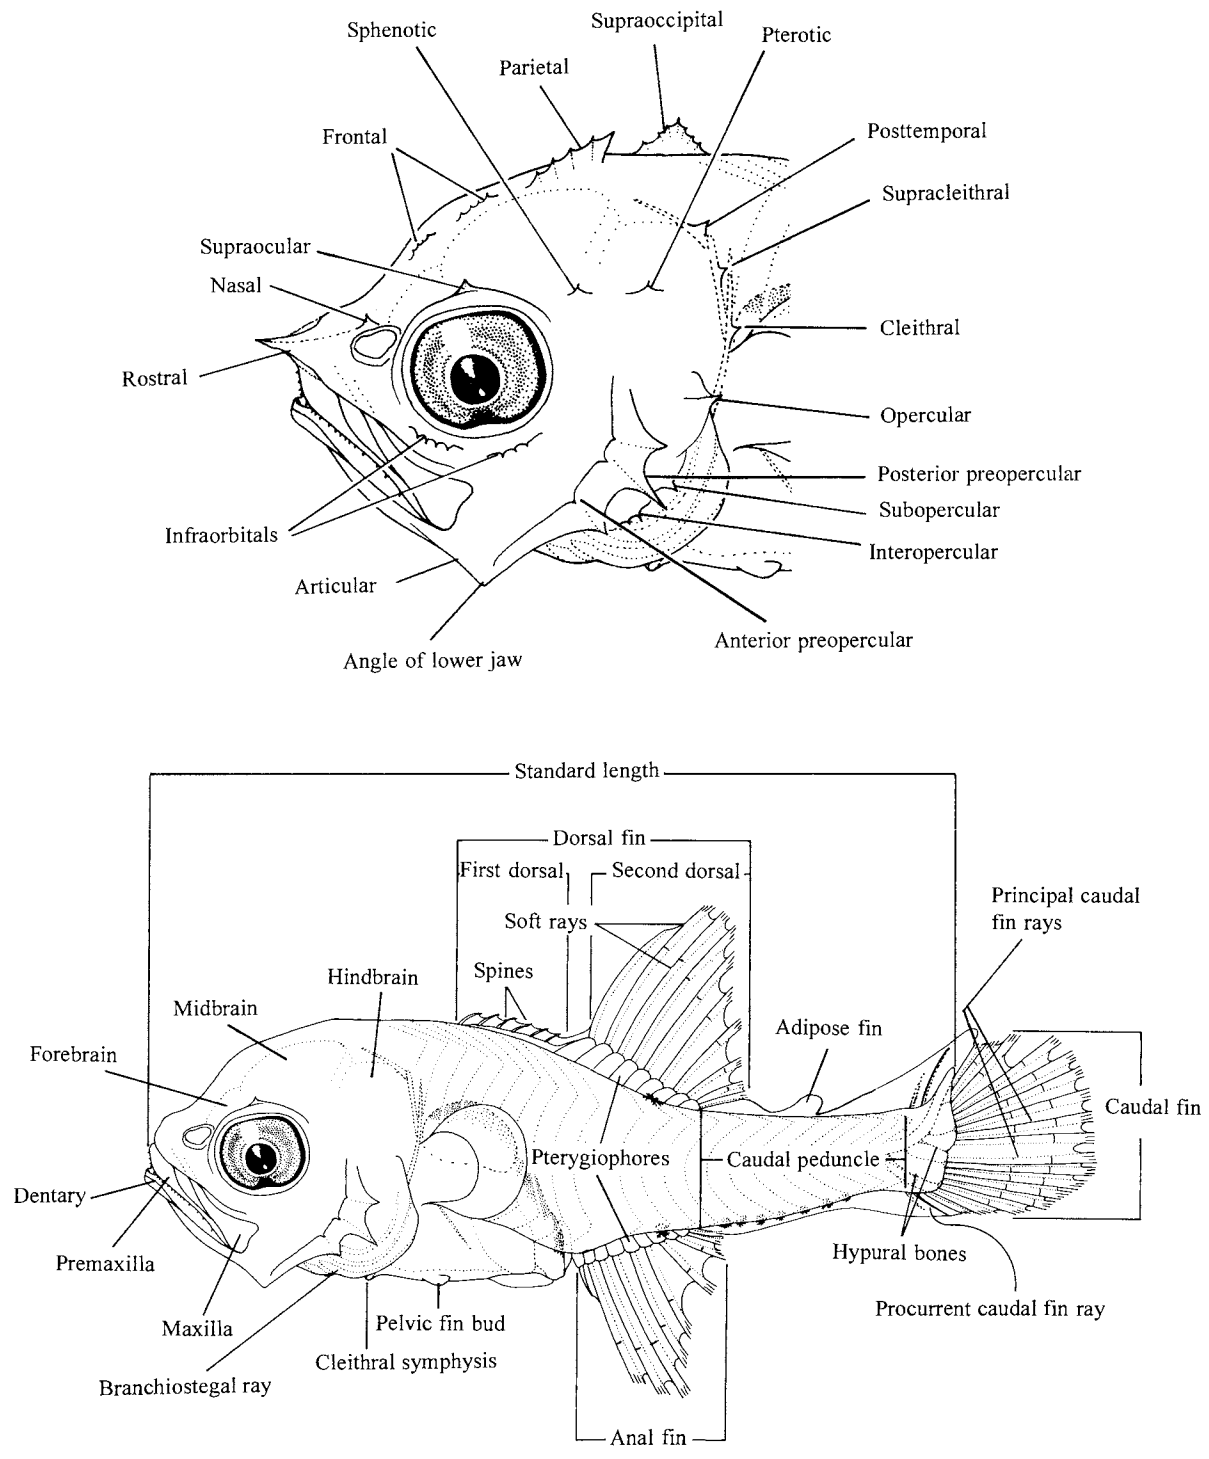 Supraoccipital
Sphenotic
Pterotic
Parietal
Frontal
Posttemporal
Supracleithral
Supraocular
Nasal
Cleithral
Rostral
Opercular
Posterior preopercular
Subopercular
Infraorbitals
Interopercular
Articular
Anterior preopercular
Angle of lower jaw
Standard length
Dorsal fin
First dorsal
Second dorsal
Principal caudal
fin rays
Soft rays
Spines
Hindbrain
Midbrain
Adipose fin
Forebrain
Caudal fin
Pterygiophores
Caudal peduncle
Dentary
Hypural bones
Premaxilla
Procurrent caudal fin ray
Pelvic fin bud
Maxilla
Cleithral symphysis
Branchiostegal ray
Anal fin